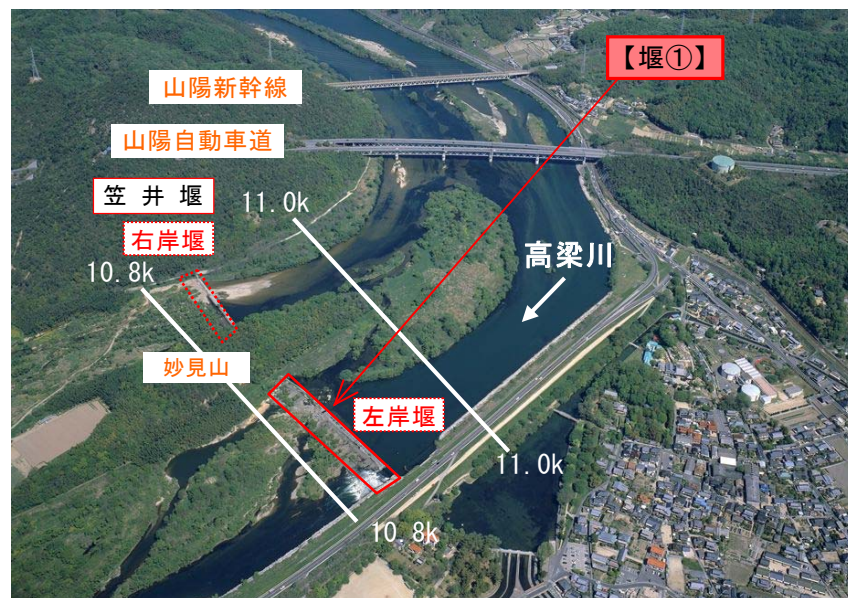 【堰①】
山陽新幹線
山陽自動車道
笠井堰
11.0k
右岸堰
高梁川
10.8k
妙見山
左岸堰
11.0k
10.8k